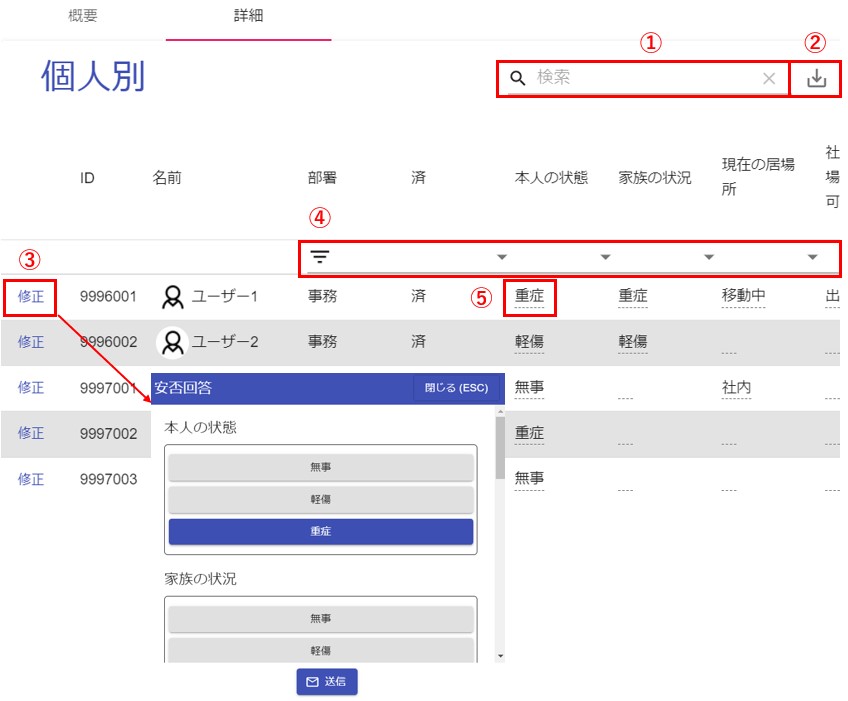 概要 詳細
① ②
個人別 検索
ID 名前 部署 済 本人の状態 家族の状況 現在の居場所 社場可
④
③
修正 9996001 ユーザー1 事務 済 ⑤ 重症 重症 移動中 出
修正 9996002 ユーザー2 事務 済 軽傷 軽傷
修正 9997001 無事 社内
安否回答 閉じる (ESC)
本人の状態
修正 9997002 重症
無事
修正 9997003 無事
軽傷
重症
家族の状況
無事
軽傷
送信